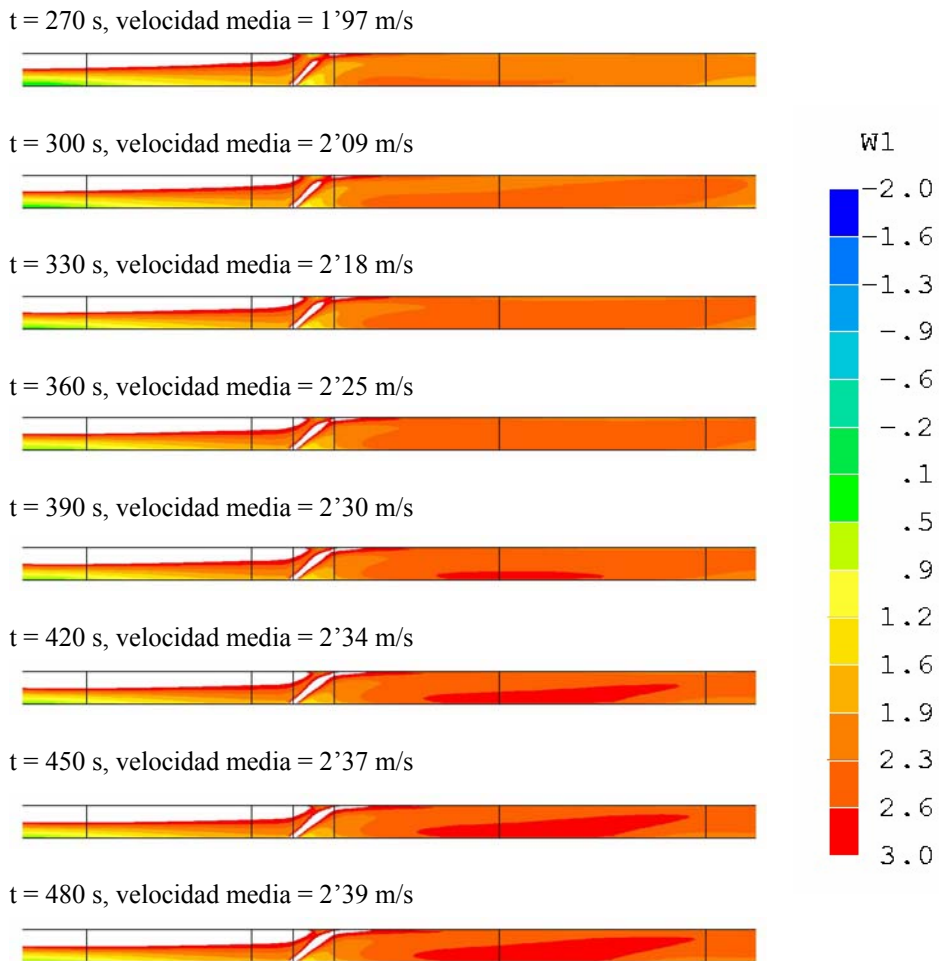 t = 270 s, velocidad media = 1’97 m/s
t = 300 s, velocidad media = 2’09 m/s
t = 330 s, velocidad media = 2’18 m/s
t = 360 s, velocidad media = 2’25 m/s
t = 390 s, velocidad media = 2’30 m/s
t = 420 s, velocidad media = 2’34 m/s
t = 450 s, velocidad media = 2’37 m/s
t = 480 s, velocidad media = 2’39 m/s
W1
-2.0
-1.6
-1.3
-.9
-.6
-.2
.1
.5
.9
1.2
1.6
1.9
2.3
2.6
3.0